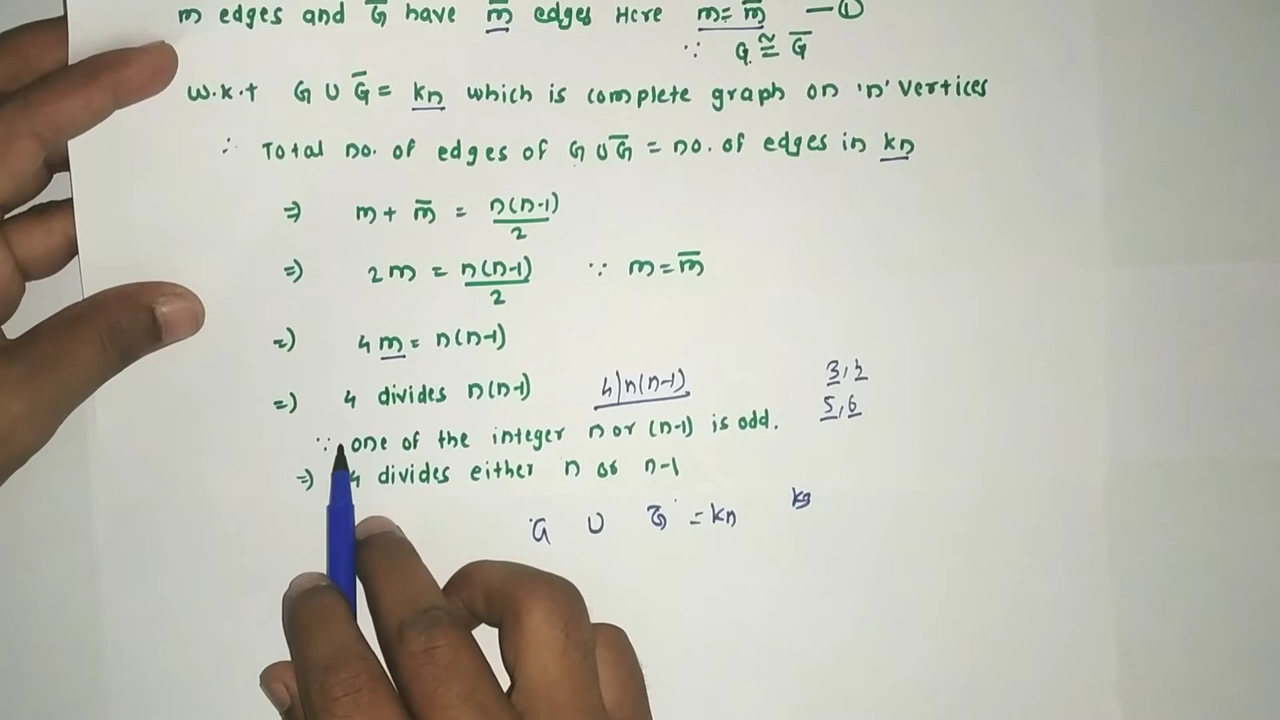 m edges and G̅ have m̅ edges Here m = m̅ —①
∵ G ≅ G̅
W.K.T G ∪ G̅ = kn which is complete graph on 'n' vertices
∴ Total no. of edges of G ∪ G̅ = no. of edges in kn
⇒ m + m̅ = n(n-1)/2
⇒ 2m = n(n-1)/2 ∵ m = m̅
=) 4m = n(n-1)
=) 4 divides n(n-1) 4|n(n-1) 3,2
5,6
∵ one of the integer n or (n-1) is odd.
=) 4 divides either n or n-1
G ∪ G̅ = kn